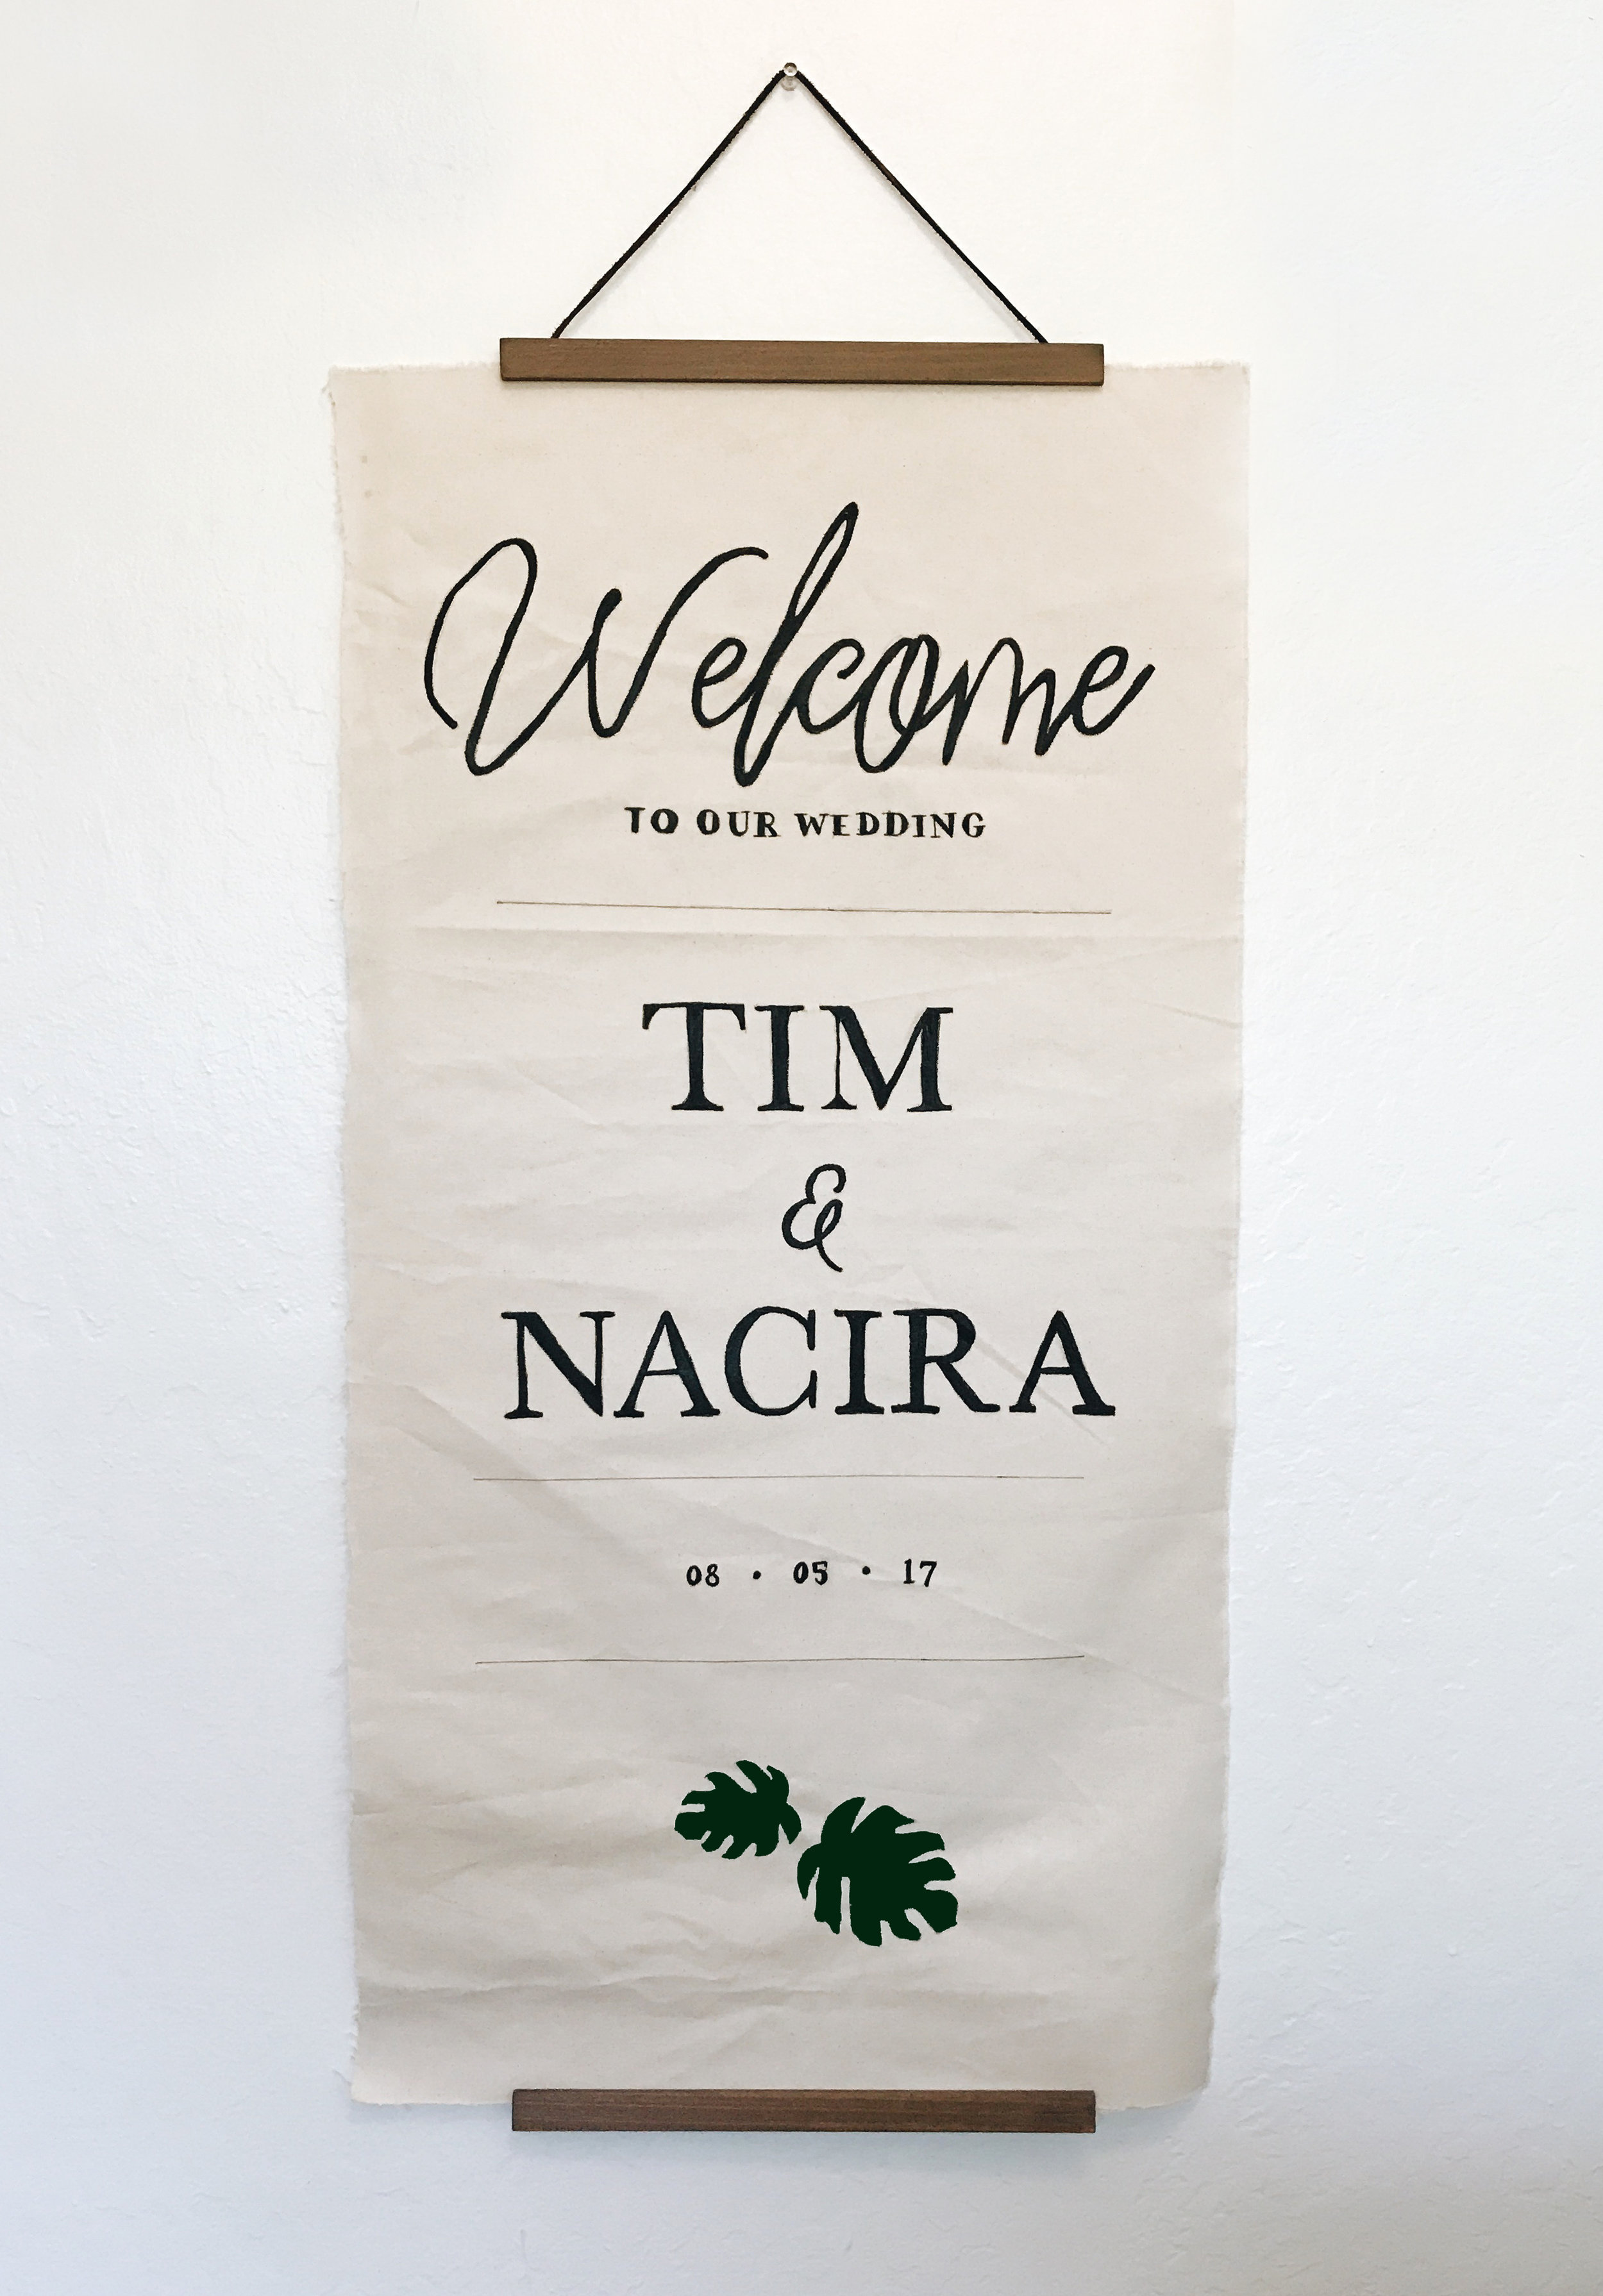 Welcome
TO OUR WEDDING
TIM
&
NACIRA
08 • 05 • 17